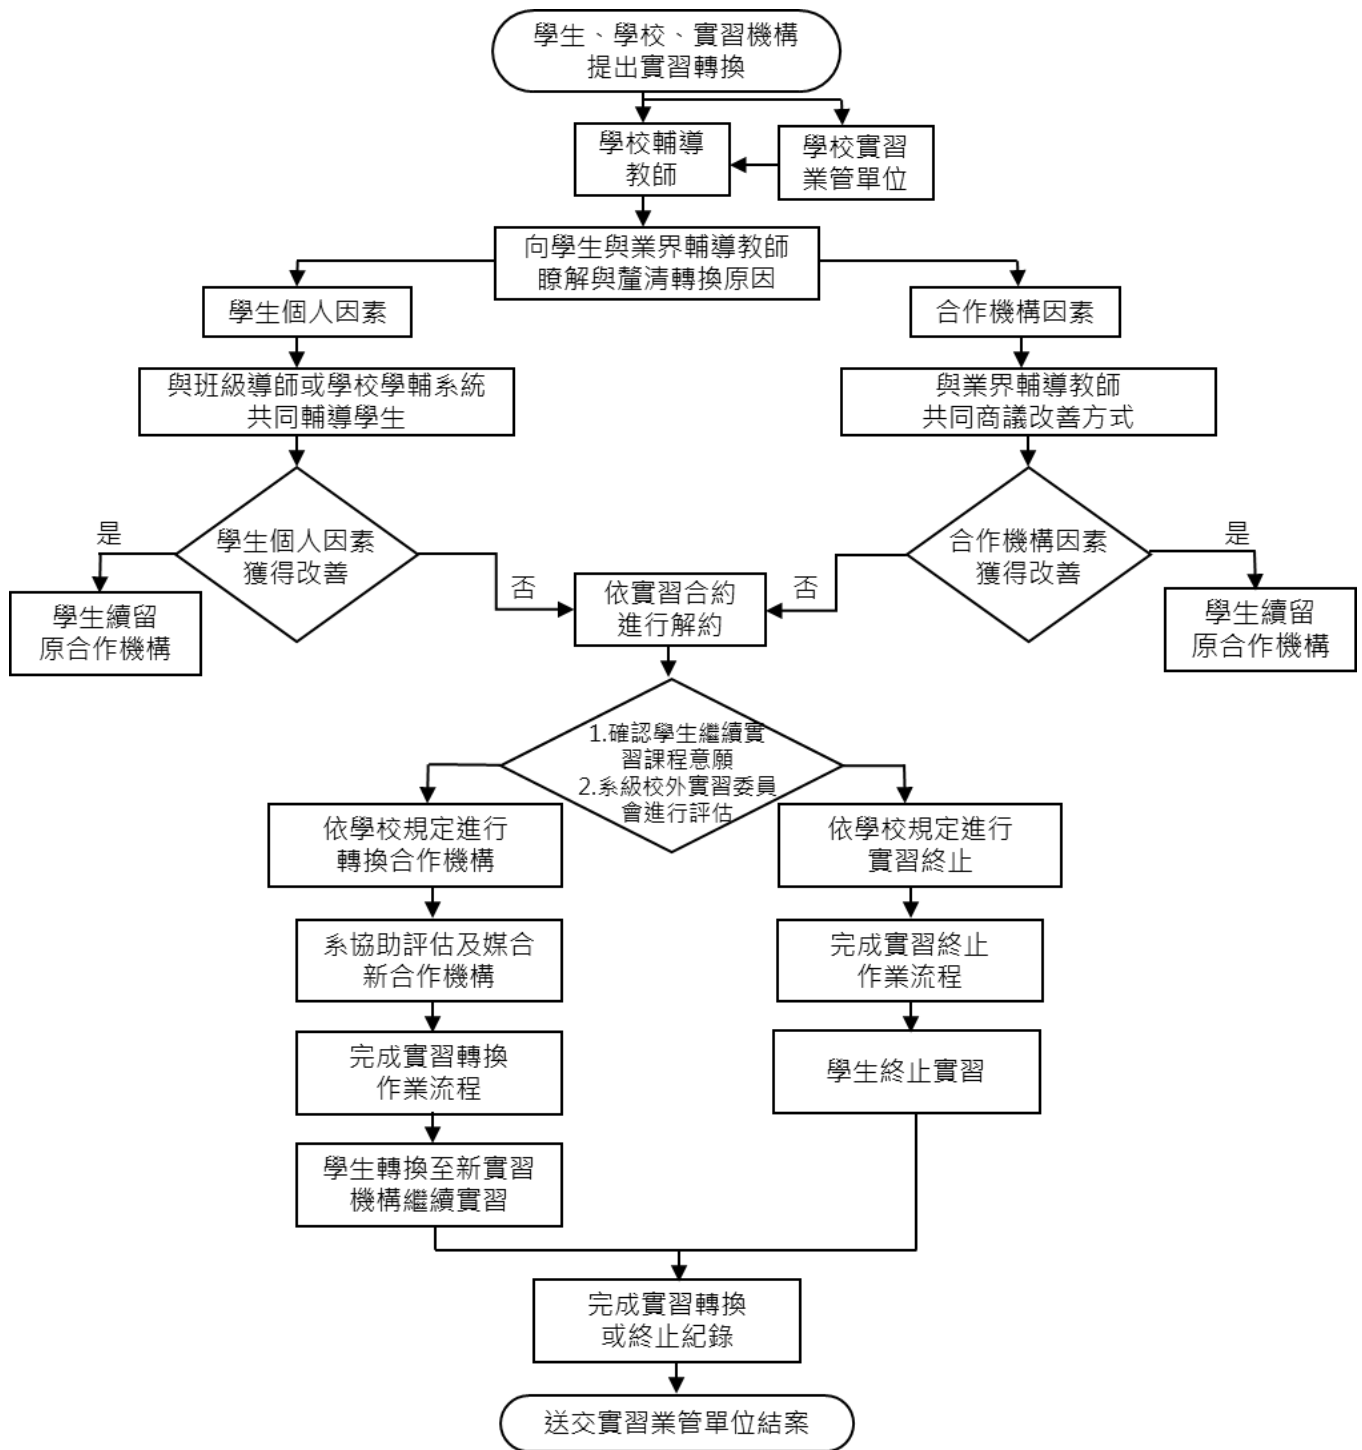 學生、學校、實習機構
提出實習轉換
學校輔導
教師
學校實習
業管單位
向學生與業界輔導教師
瞭解與釐清轉換原因
學生個人因素
合作機構因素
與班級導師或學校學輔系統
共同輔導學生
與業界輔導教師
共同商議改善方式
學生個人因素
獲得改善
合作機構因素
獲得改善
是
否
否
是
學生續留
原合作機構
依實習合約
進行解約
學生續留
原合作機構
1.確認學生繼續實
習課程意願
2.系級校外實習委員
會進行評估
依學校規定進行
轉換合作機構
依學校規定進行
實習終止
系協助評估及媒合
新合作機構
完成實習終止
作業流程
完成實習轉換
作業流程
學生終止實習
學生轉換至新實習
機構繼續實習
完成實習轉換
或終止紀錄
送交實習業管單位結案